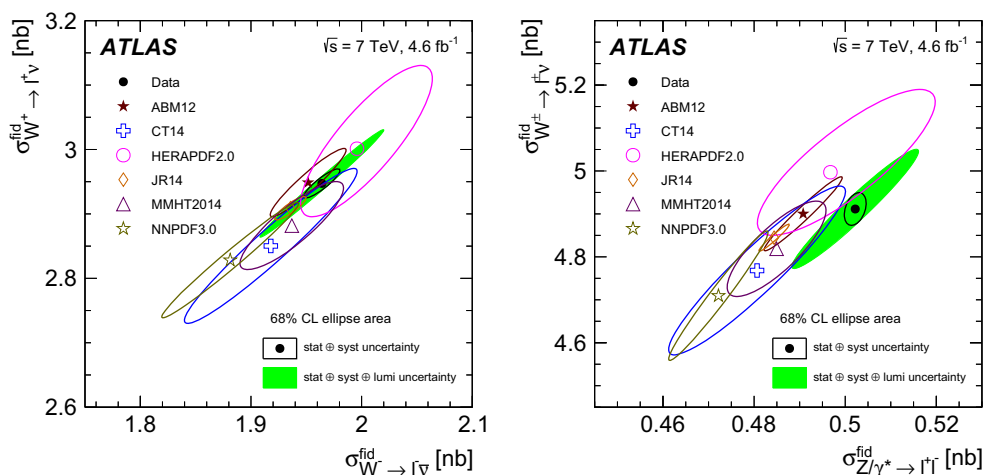 σ^fid_W⁺ → l⁺ν [nb]
3.2
3
2.8
2.6
ATLAS
√s = 7 TeV, 4.6 fb⁻¹
Data
ABM12
CT14
HERAPDF2.0
JR14
MMHT2014
NNPDF3.0
68% CL ellipse area
stat ⊕ syst uncertainty
stat ⊕ syst ⊕ lumi uncertainty
1.8 1.9 2 2.1
σ^fid_W⁻ → l⁻ν̅ [nb]
σ^fid_W^± → l^±ν [nb]
5.2
5
4.8
4.6
ATLAS
√s = 7 TeV, 4.6 fb⁻¹
Data
ABM12
CT14
HERAPDF2.0
JR14
MMHT2014
NNPDF3.0
68% CL ellipse area
stat ⊕ syst uncertainty
stat ⊕ syst ⊕ lumi uncertainty
0.46 0.48 0.5 0.52
σ^fid_Z/γ* → l⁺l⁻ [nb]